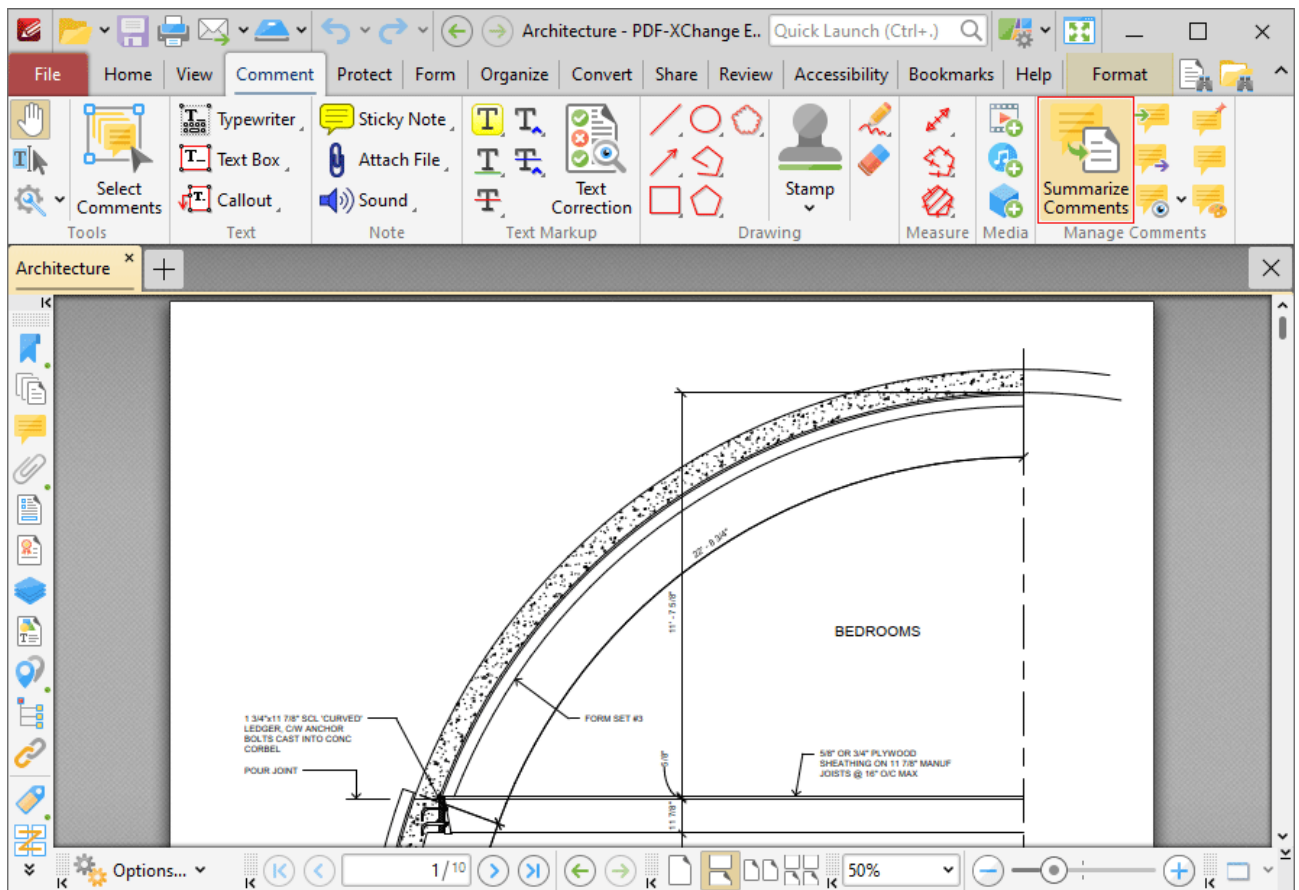 Architecture - PDF-XChange E..
Quick Launch (Ctrl+.)
File Home View Comment Protect Form Organize Convert Share Review Accessibility Bookmarks Help Format
Typewriter
Text Box
Callout
Sticky Note
Attach File
Sound
Select
Comments
Text
Correction
Stamp
Summarize
Comments
Tools Text Note Text Markup Drawing Measure Media Manage Comments
Architecture
22' - 8 3/4"
11' - 7 5/8"
BEDROOMS
1 3/4"x11 7/8" SCL 'CURVED'
LEDGER, C/W ANCHOR
BOLTS CAST INTO CONC
CORBEL
FORM SET #3
POUR JOINT
5/8"
5/8" OR 3/4" PLYWOOD
SHEATHING ON 11 7/8" MANUF
JOISTS @ 16" O/C MAX
11 7/8"
Options...
1/10
50%